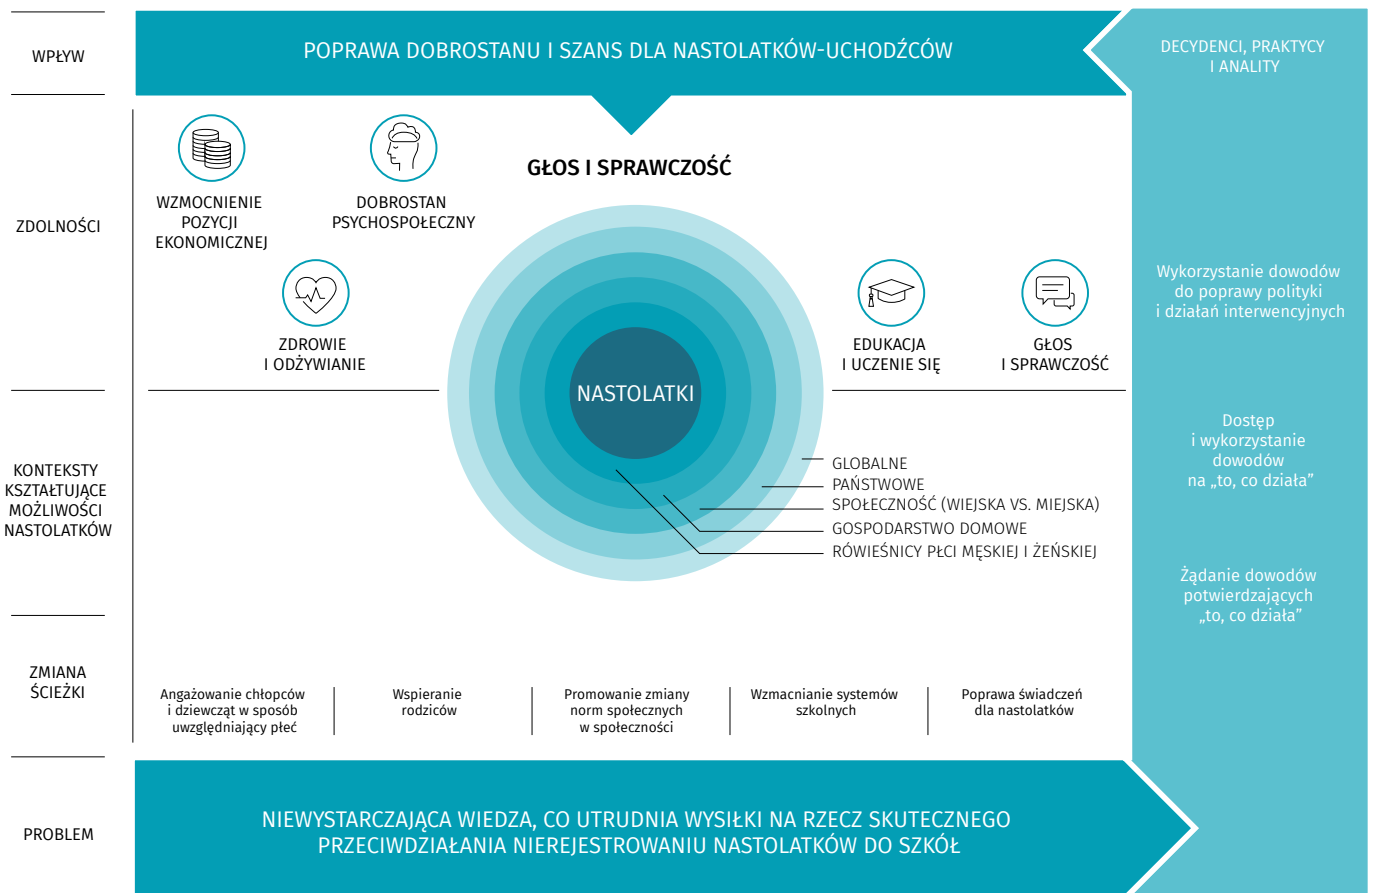 WPŁYW
POPRAWA DOBROSTANU I SZANS DLA NASTOLATKÓW-UCHODŹCÓW
DECYDENCI, PRAKTYCY
I ANALITY
ZDOLNOŚCI
WZMOCNIENIE
POZYCJI
EKONOMICZNEJ
DOBROSTAN
PSYCHOSPOŁECZNY
GŁOS I SPRAWCZOŚĆ
ZDROWIE
I ODŻYWIANIE
EDUKACJA
I UCZENIE SIĘ
GŁOS
I SPRAWCZOŚĆ
Wykorzystanie dowodów
do poprawy polityki
i działań interwencyjnych
NASTOLATKI
KONTEKSTY
KSZTAŁTUJĄCE
MOŻLIWOŚCI
NASTOLATKÓW
GLOBALNE
PAŃSTWOWE
SPOŁECZNOŚĆ (WIEJSKA VS. MIEJSKA)
GOSPODARSTWO DOMOWE
RÓWIEŚNICY PŁCI MĘSKIEJ I ŻEŃSKIEJ
Dostęp
i wykorzystanie
dowodów
na „to, co działa”
Żądanie dowodów
potwierdzających
„to, co działa”
ZMIANA
ŚCIEŻKI
Angażowanie chłopców
i dziewcząt w sposób
uwzględniający płeć
Wspieranie
rodziców
Promowanie zmiany
norm społecznych
w społeczności
Wzmacnianie systemów
szkolnych
Poprawa świadczeń
dla nastolatków
PROBLEM
NIEWYSTARCZAJĄCA WIEDZA, CO UTRUDNIA WYSIŁKI NA RZECZ SKUTECZNEGO
PRZECIWDZIAŁANIA NIEREJESTROWANIU NASTOLATKÓW DO SZKÓŁ